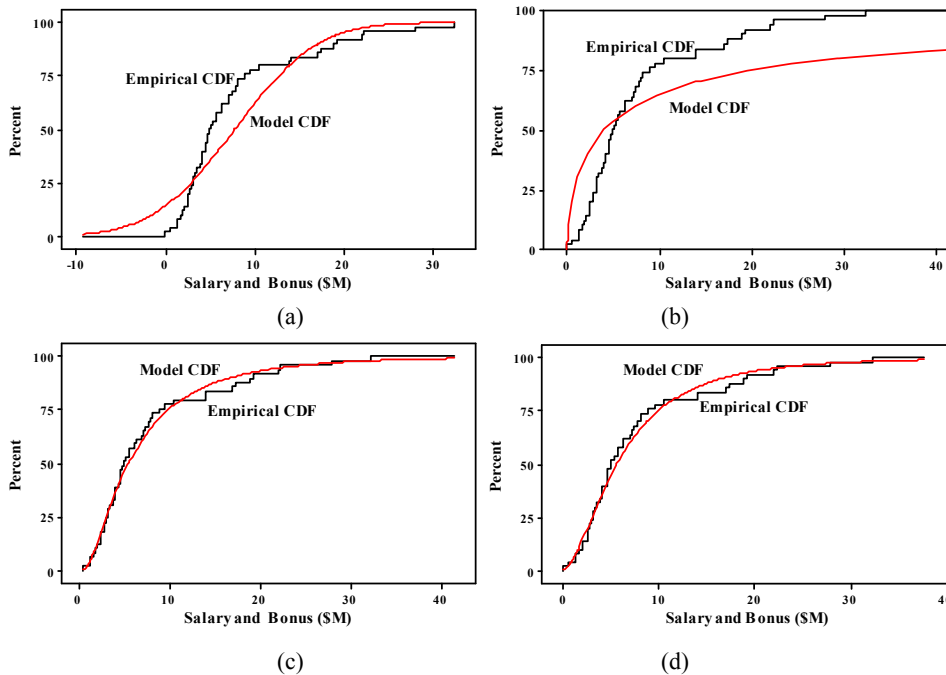 100
75
50
25
0
Percent
Empirical CDF
Model CDF
-10 0 10 20 30
Salary and Bonus ($M)
(a)
100
75
50
25
0
Percent
Empirical CDF
Model CDF
0 10 20 30 40
Salary and Bonus ($M)
(b)
100
75
50
25
0
Percent
Model CDF
Empirical CDF
0 10 20 30 40
Salary and Bonus ($M)
(c)
100
75
50
25
0
Percent
Model CDF
Empirical CDF
0 10 20 30 40
Salary and Bonus ($M)
(d)